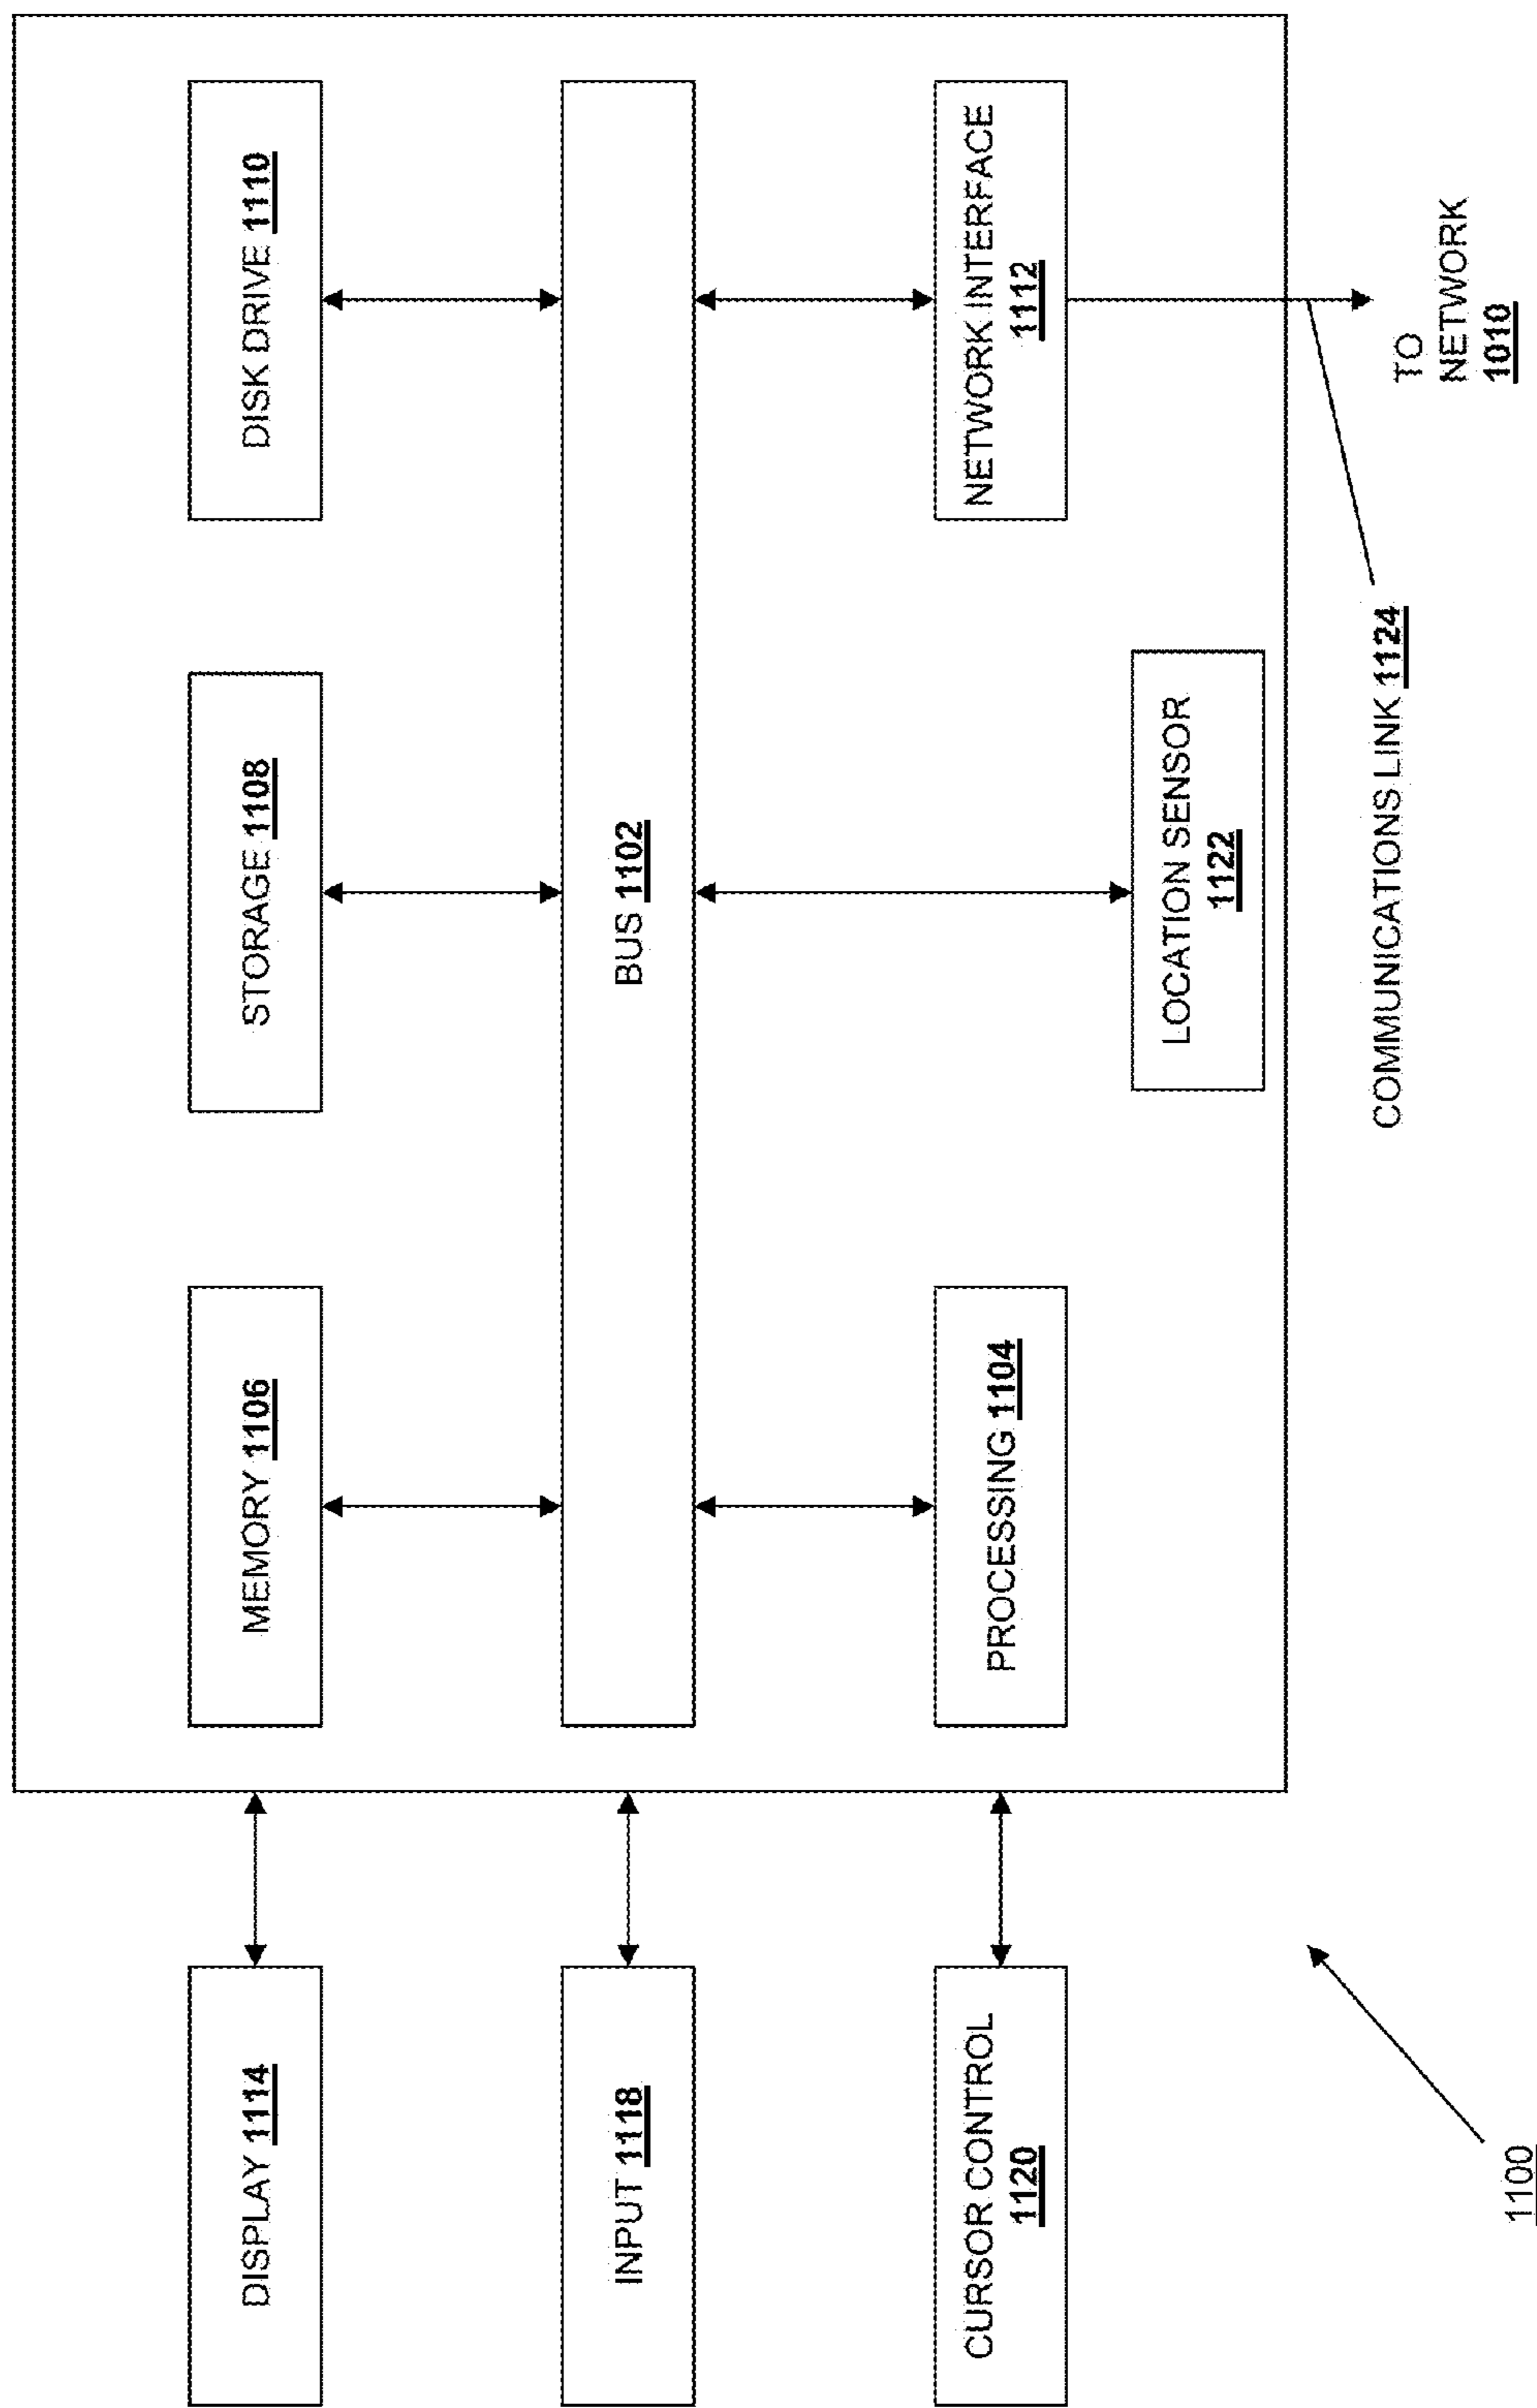 DISPLAY 1114
MEMORY 1106
STORAGE 1108
DISK DRIVE 1110
INPUT 1118
BUS 1102
CURSOR CONTROL
1120
PROCESSING 1104
NETWORK INTERFACE
1112
LOCATION SENSOR
1122
COMMUNICATIONS LINK 1124
TO
NETWORK
1010
1100